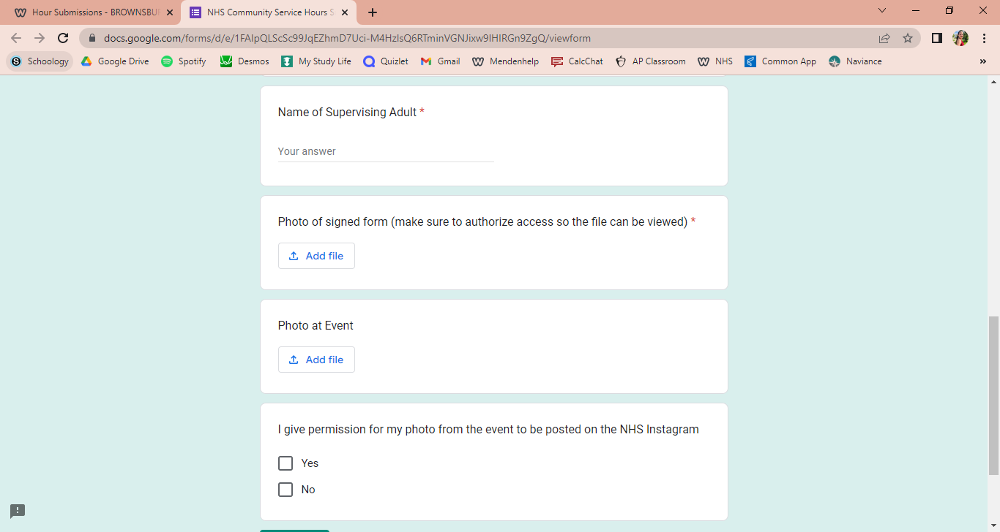 Hour Submissions - BROWNSBU
NHS Community Service Hours S
docs.google.com/forms/d/e/1FAIpQLScSc99JqEZhmD7Uci-M4HzIsQ6RTminVGNJixw9IHIRGn9ZgQ/viewform
Schoology Google Drive Spotify Desmos My Study Life Quizlet Gmail Mendenhelp CalcChat AP Classroom NHS Common App Naviance »
Name of Supervising Adult *
Your answer
Photo of signed form (make sure to authorize access so the file can be viewed) *
Add file
Photo at Event
Add file
I give permission for my photo from the event to be posted on the NHS Instagram
Yes
No